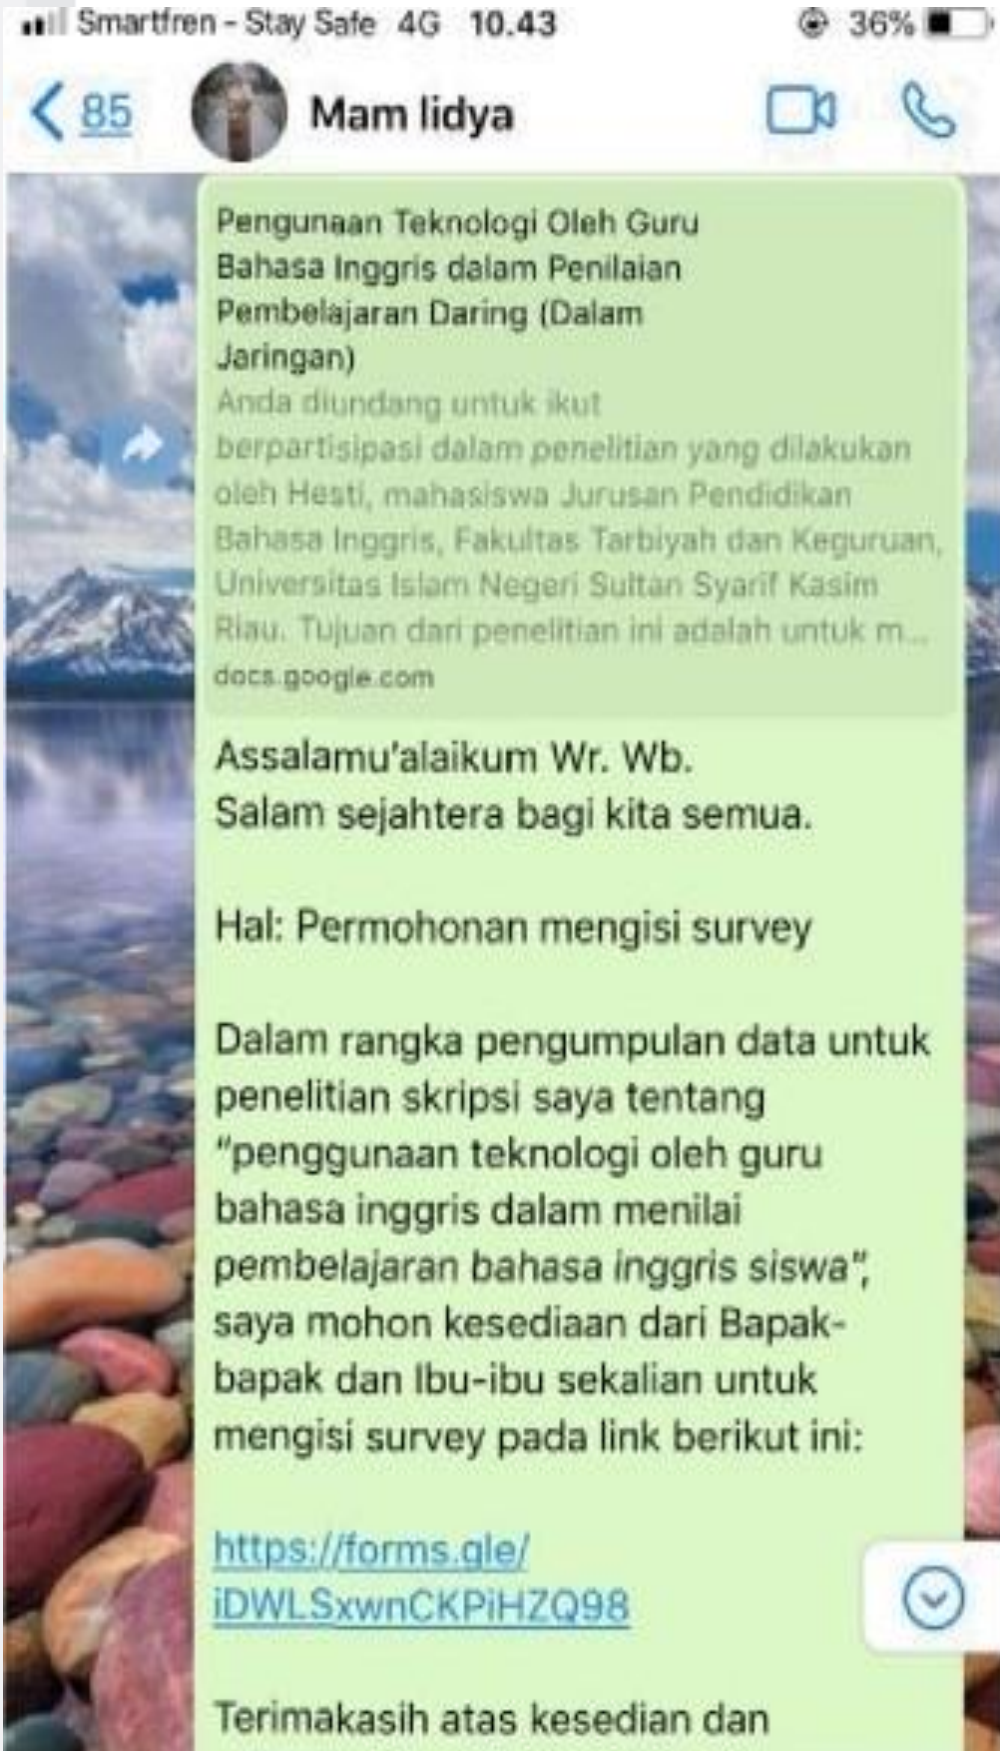 Smartfren - Stay Safe 4G 10.43 36%
85 Mam lidya
Pengunaan Teknologi Oleh Guru
Bahasa Inggris dalam Penilaian
Pembelajaran Daring (Dalam
Jaringan)
Anda diundang untuk ikut
berpartisipasi dalam penelitian yang dilakukan
oleh Hesti, mahasiswa Jurusan Pendidikan
Bahasa Inggris, Fakultas Tarbiyah dan Keguruan,
Universitas Islam Negeri Sultan Syarif Kasim
Riau. Tujuan dari penelitian ini adalah untuk m...
docs.google.com
Assalamu'alaikum Wr. Wb.
Salam sejahtera bagi kita semua.
Hal: Permohonan mengisi survey
Dalam rangka pengumpulan data untuk
penelitian skripsi saya tentang
"penggunaan teknologi oleh guru
bahasa inggris dalam menilai
pembelajaran bahasa inggris siswa",
saya mohon kesediaan dari Bapak-
bapak dan Ibu-ibu sekalian untuk
mengisi survey pada link berikut ini:
https://forms.gle/
iDWLSxwnCKPiHZQ98
Terimakasih atas kesedian dan